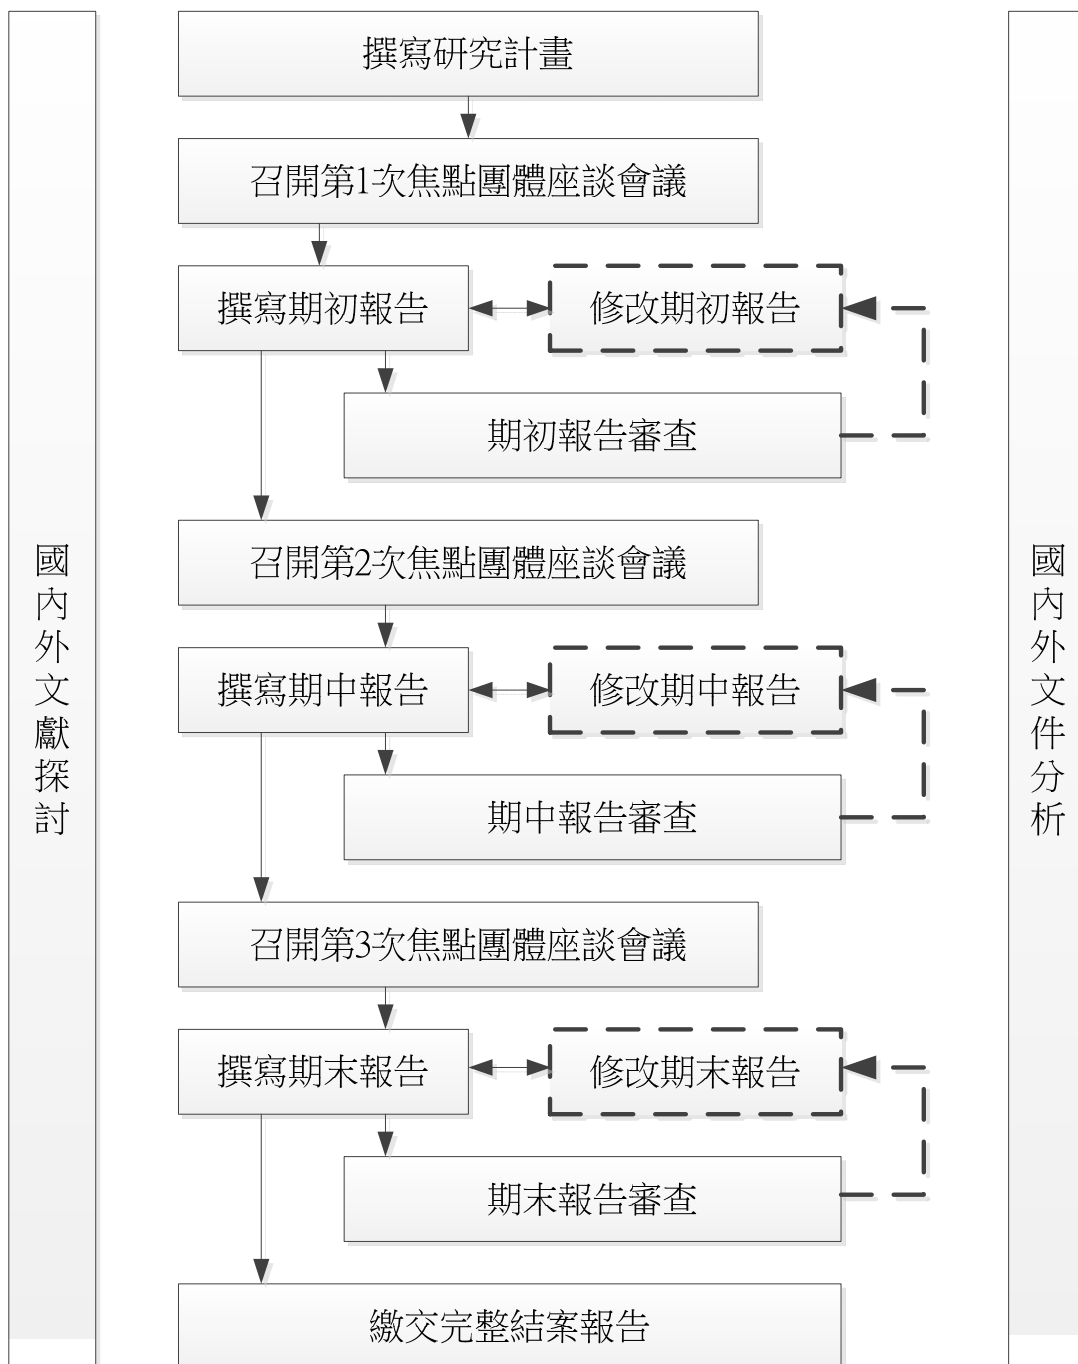 撰寫研究計畫
召開第1次焦點團體座談會議
撰寫期初報告
修改期初報告
期初報告審查
召開第2次焦點團體座談會議
撰寫期中報告
修改期中報告
期中報告審查
召開第3次焦點團體座談會議
撰寫期末報告
修改期末報告
期末報告審查
繳交完整結案報告
國內外文獻探討
國內外文件分析